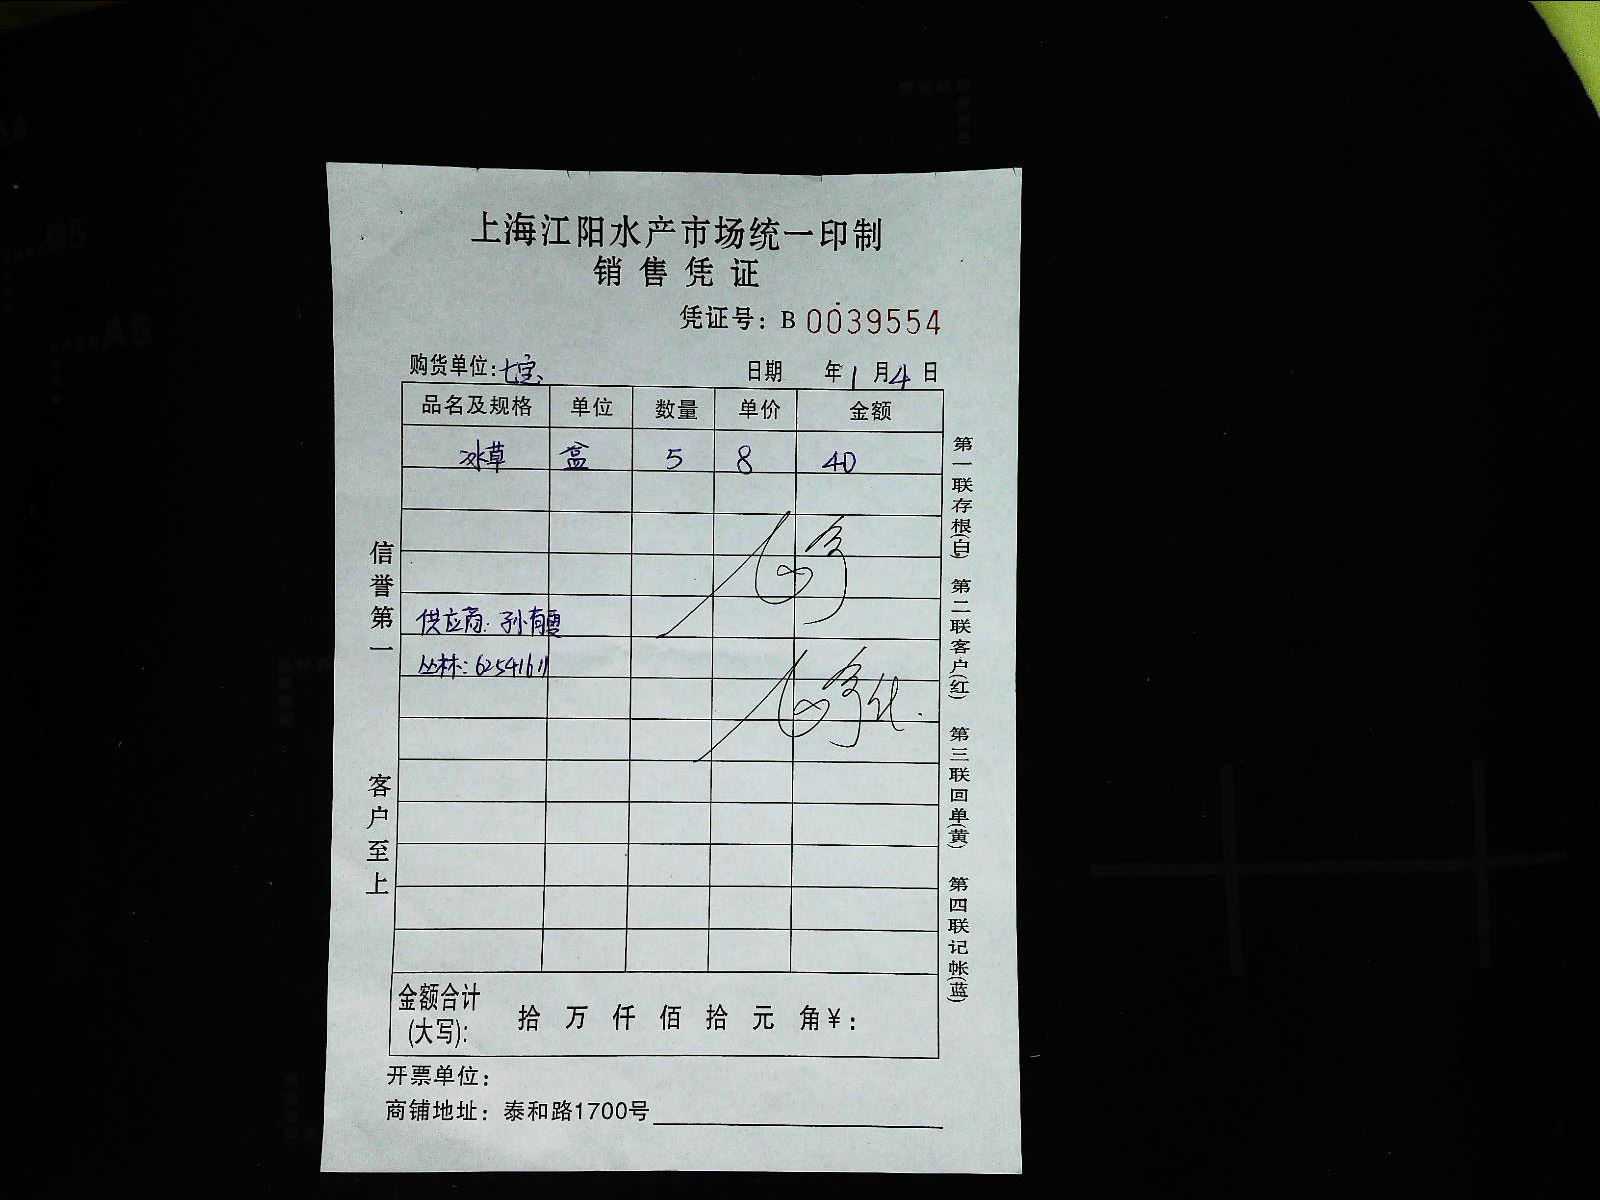 上海江阳水产市场统一印制
销售凭证
凭证号：B 0039554
购货单位:七宝 日期 年1月4日
品名及规格 单位 数量 单价 金额
冰草 盒 5 8 40
供应商: 孙有
丛林: 62541611
金额合计(大写): 拾 万 仟 佰 拾 元 角 ¥：
开票单位：
商铺地址：泰和路1700号
信誉第一
客户至上
第一联存根(白)
第二联客户(红)
第三联回单(黄)
第四联记帐(蓝)